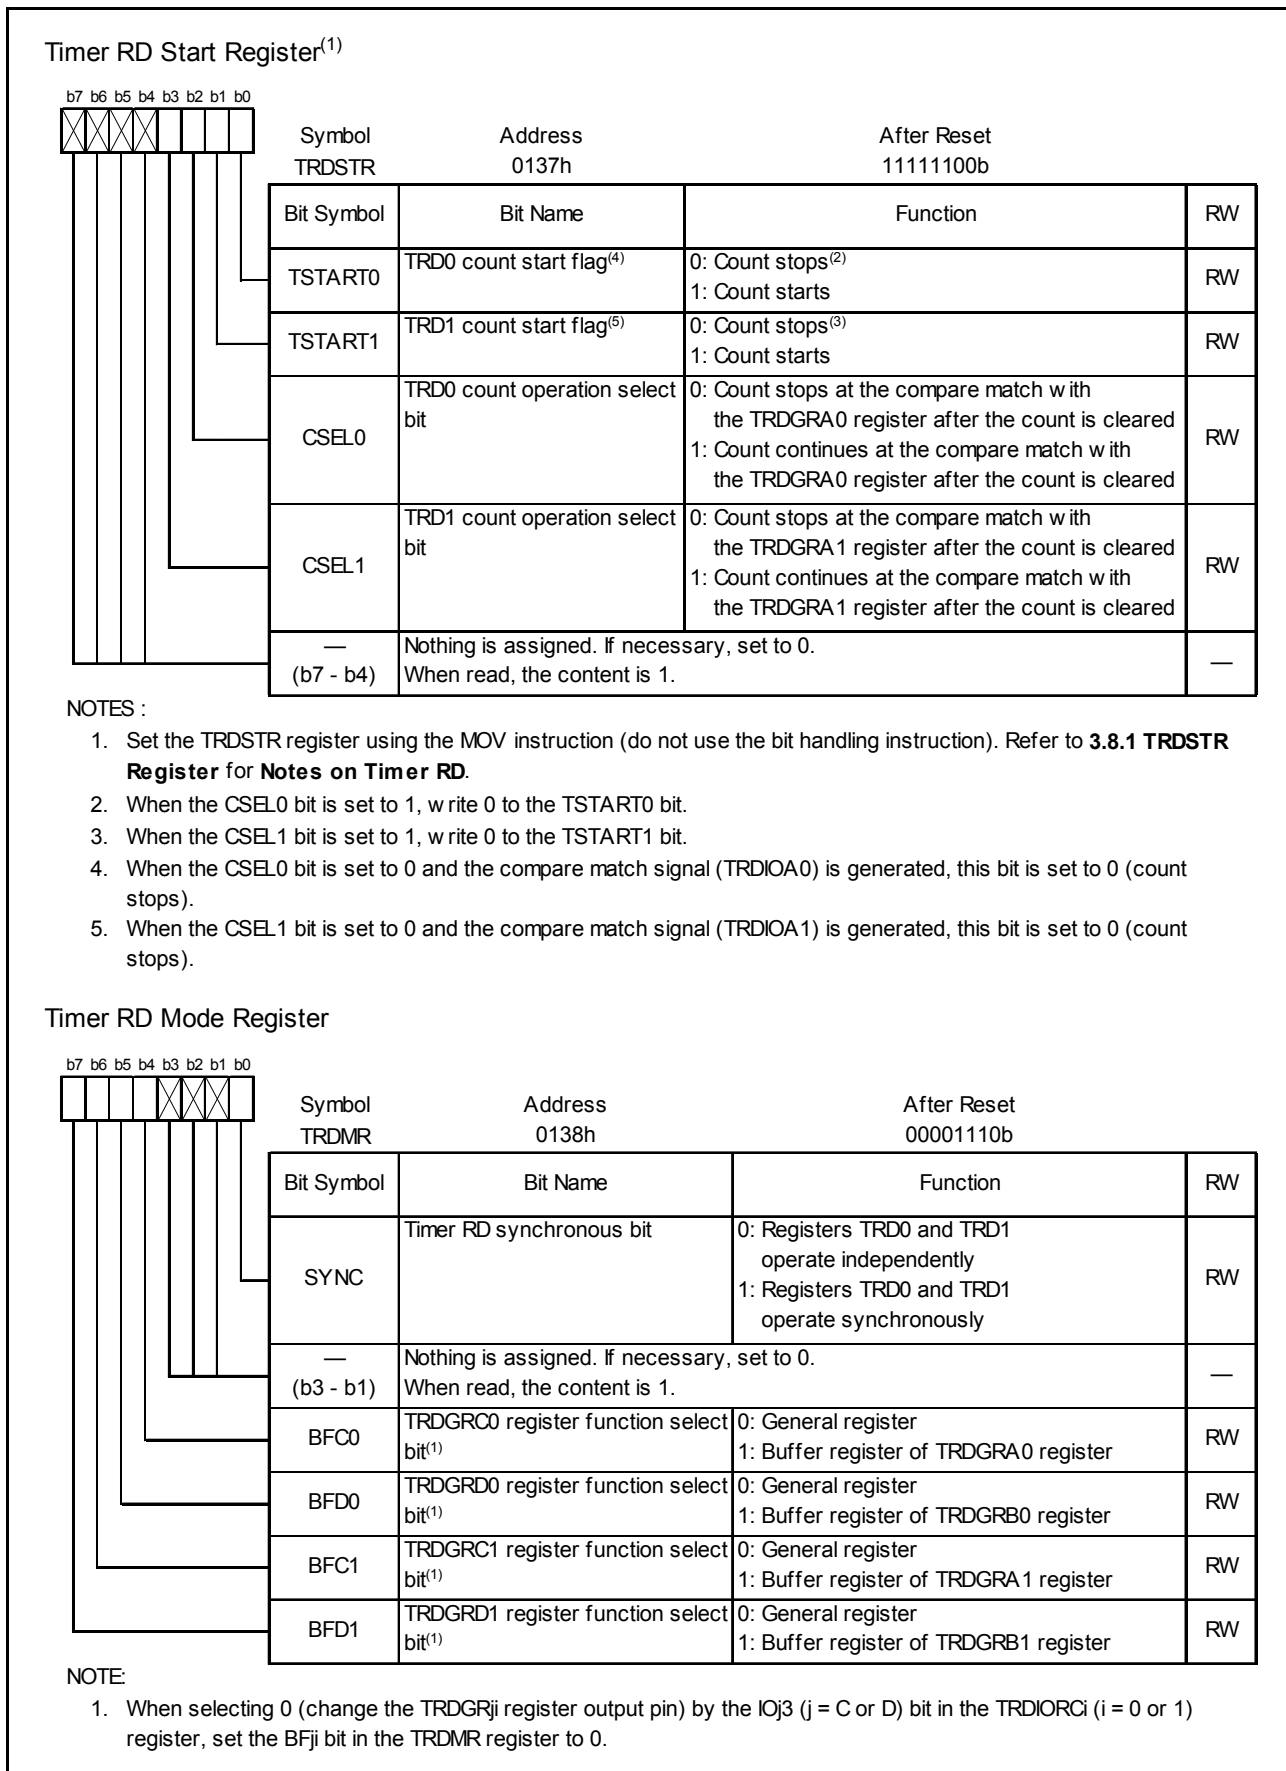 Timer RD Start Register(1)
b7 b6 b5 b4 b3 b2 b1 b0
Symbol Address After Reset
TRDSTR 0137h 11111100b
Bit Symbol Bit Name Function RW
TSTART0 TRD0 count start flag(4) 0: Count stops(2) RW
1: Count starts
TSTART1 TRD1 count start flag(5) 0: Count stops(3) RW
1: Count starts
CSEL0 TRD0 count operation select 0: Count stops at the compare match with RW
bit the TRDGRA0 register after the count is cleared
1: Count continues at the compare match with
the TRDGRA0 register after the count is cleared
CSEL1 TRD1 count operation select 0: Count stops at the compare match with RW
bit the TRDGRA1 register after the count is cleared
1: Count continues at the compare match with
the TRDGRA1 register after the count is cleared
— Nothing is assigned. If necessary, set to 0. —
(b7 - b4) When read, the content is 1.
NOTES :
1. Set the TRDSTR register using the MOV instruction (do not use the bit handling instruction). Refer to 3.8.1 TRDSTR
Register for Notes on Timer RD.
2. When the CSEL0 bit is set to 1, write 0 to the TSTART0 bit.
3. When the CSEL1 bit is set to 1, write 0 to the TSTART1 bit.
4. When the CSEL0 bit is set to 0 and the compare match signal (TRDIOA0) is generated, this bit is set to 0 (count
stops).
5. When the CSEL1 bit is set to 0 and the compare match signal (TRDIOA1) is generated, this bit is set to 0 (count
stops).
Timer RD Mode Register
b7 b6 b5 b4 b3 b2 b1 b0
Symbol Address After Reset
TRDMR 0138h 00001110b
Bit Symbol Bit Name Function RW
SYNC Timer RD synchronous bit 0: Registers TRD0 and TRD1 RW
operate independently
1: Registers TRD0 and TRD1
operate synchronously
— Nothing is assigned. If necessary, set to 0. —
(b3 - b1) When read, the content is 1.
BFC0 TRDGRC0 register function select 0: General register RW
bit(1) 1: Buffer register of TRDGRA0 register
BFD0 TRDGRD0 register function select 0: General register RW
bit(1) 1: Buffer register of TRDGRB0 register
BFC1 TRDGRC1 register function select 0: General register RW
bit(1) 1: Buffer register of TRDGRA1 register
BFD1 TRDGRD1 register function select 0: General register RW
bit(1) 1: Buffer register of TRDGRB1 register
NOTE:
1. When selecting 0 (change the TRDGRji register output pin) by the IOj3 (j = C or D) bit in the TRDIORCi (i = 0 or 1)
register, set the BFji bit in the TRDMR register to 0.